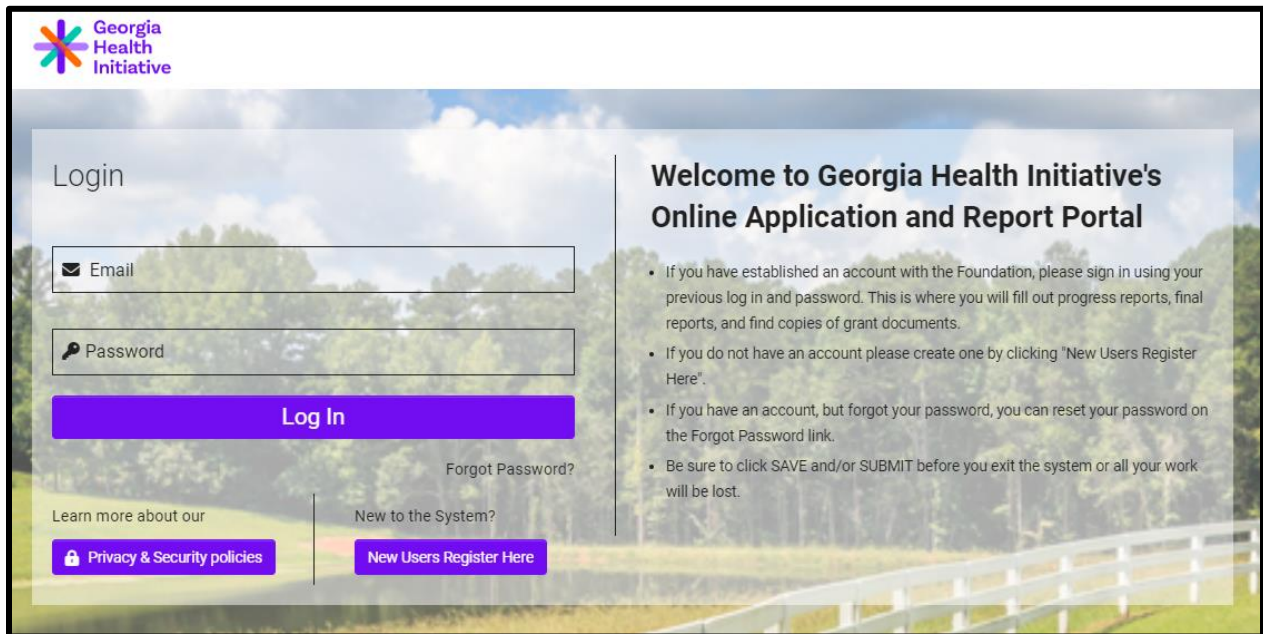 Georgia
Health
Initiative
Login
Email
Password
Log In
Forgot Password?
Learn more about our
Privacy & Security policies
New to the System?
New Users Register Here
Welcome to Georgia Health Initiative's
Online Application and Report Portal
• If you have established an account with the Foundation, please sign in using your
previous log in and password. This is where you will fill out progress reports, final
reports, and find copies of grant documents.
• If you do not have an account please create one by clicking "New Users Register
Here".
• If you have an account, but forgot your password, you can reset your password on
the Forgot Password link.
• Be sure to click SAVE and/or SUBMIT before you exit the system or all your work
will be lost.